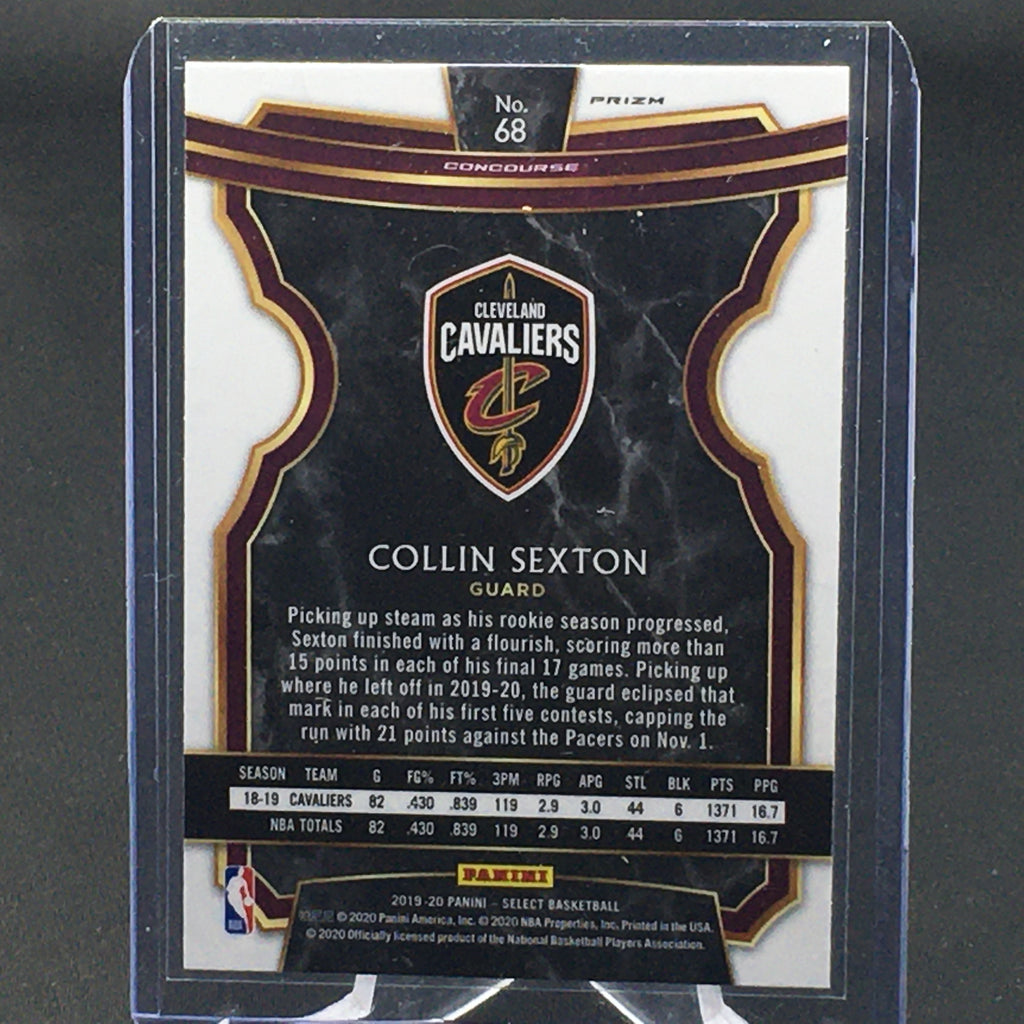 No.
68
PRIZM
CONCOURSE
CLEVELAND
CAVALIERS
C
COLLIN SEXTON
GUARD
Picking up steam as his rookie season progressed,
Sexton finished with a flourish, scoring more than
15 points in each of his final 17 games. Picking up
where he left off in 2019-20, the guard eclipsed that
mark in each of his first five contests, capping the
run with 21 points against the Pacers on Nov. 1.
SEASON TEAM G FG% FT% 3PM RPG APG STL BLK PTS PPG
18-19 CAVALIERS 82 .430 .839 119 2.9 3.0 44 6 1371 16.7
NBA TOTALS 82 .430 .839 119 2.9 3.0 44 6 1371 16.7
PANINI
NBA
2019-20 PANINI – SELECT BASKETBALL
© 2020 Panini America, Inc. © 2020 NBA Properties, Inc. Printed in the USA.
© 2020 Officially licensed product of the National Basketball Players Association.